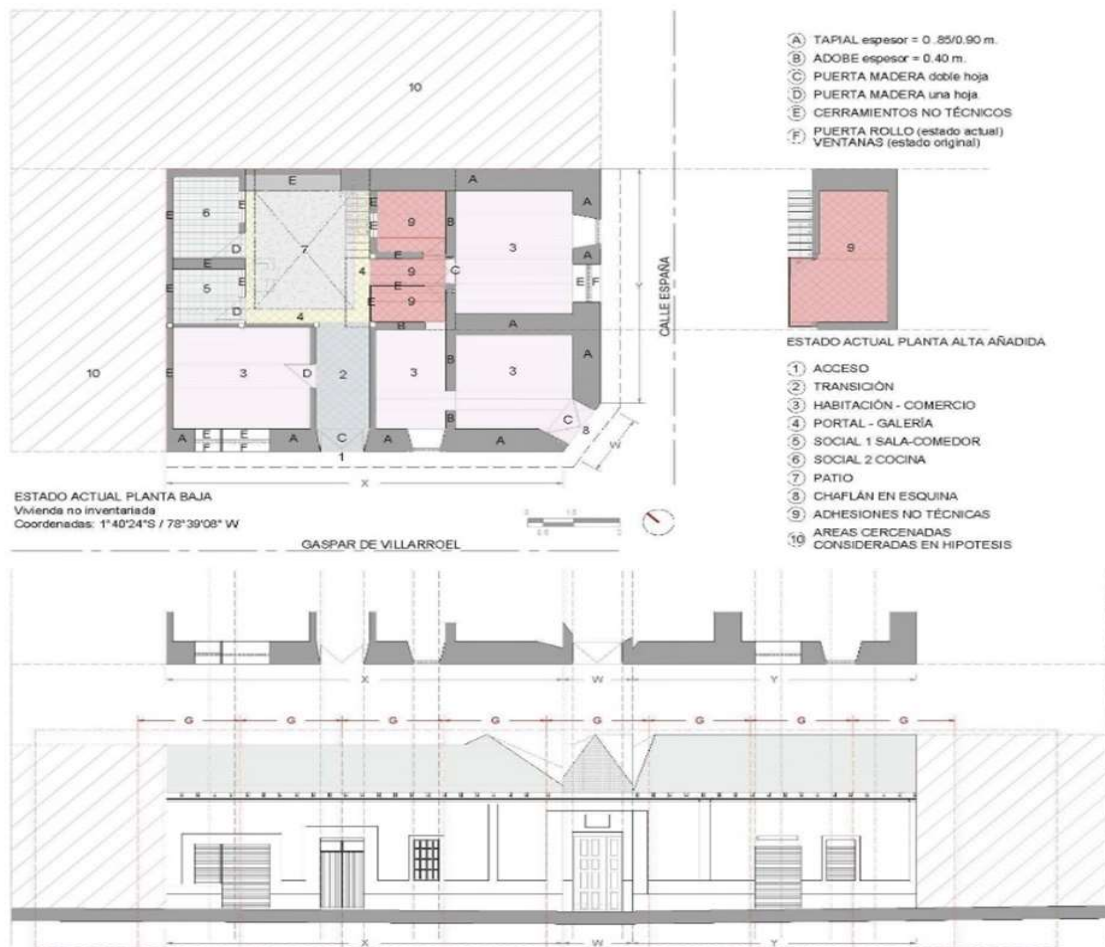 10
A TAPIAL espesor = 0..85/0.90 m.
B ADOBE espesor = 0.40 m.
C PUERTA MADERA doble hoja
D PUERTA MADERA una hoja.
E CERRAMIENTOS NO TÉCNICOS
F PUERTA ROLLO (estado actual)
VENTANAS (estado original)
E
A
6
E
E
7
E
E
9
B
3
A
A
E
F
D
E
4
E
9
C
E
9
E
5
E
D
4
B
A
CALLE ESPAÑA
Y
10
E
3
D
2
3
B
3
A
B
C
8
W
A
E
E
F
F
A
C
A
A
1
X
9
ESTADO ACTUAL PLANTA ALTA AÑADIDA
1 ACCESO
2 TRANSICIÓN
3 HABITACIÓN - COMERCIO
4 PORTAL - GALERÍA
5 SOCIAL 1 SALA-COMEDOR
6 SOCIAL 2 COCINA
7 PATIO
8 CHAFLÁN EN ESQUINA
9 ADHESIONES NO TÉCNICAS
10 AREAS CERCENADAS
CONSIDERADAS EN HIPOTESIS
ESTADO ACTUAL PLANTA BAJA
Vivienda no inventariada
Coordenadas: 1°40'24"S / 78°39'08" W
GASPAR DE VILLARROEL
X W Y
G G G G G G G G
X W Y